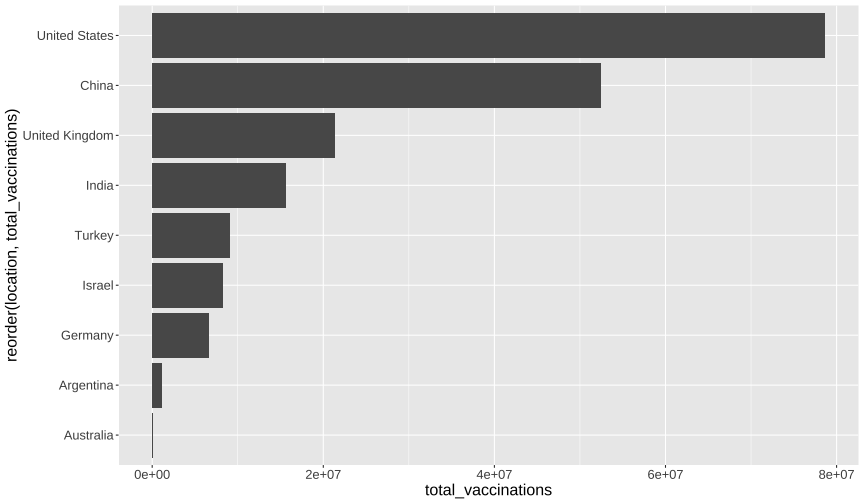 United States
China
United Kingdom
India
Turkey
Israel
Germany
Argentina
Australia
reorder(location, total_vaccinations)
0e+00 2e+07 4e+07 6e+07 8e+07
total_vaccinations